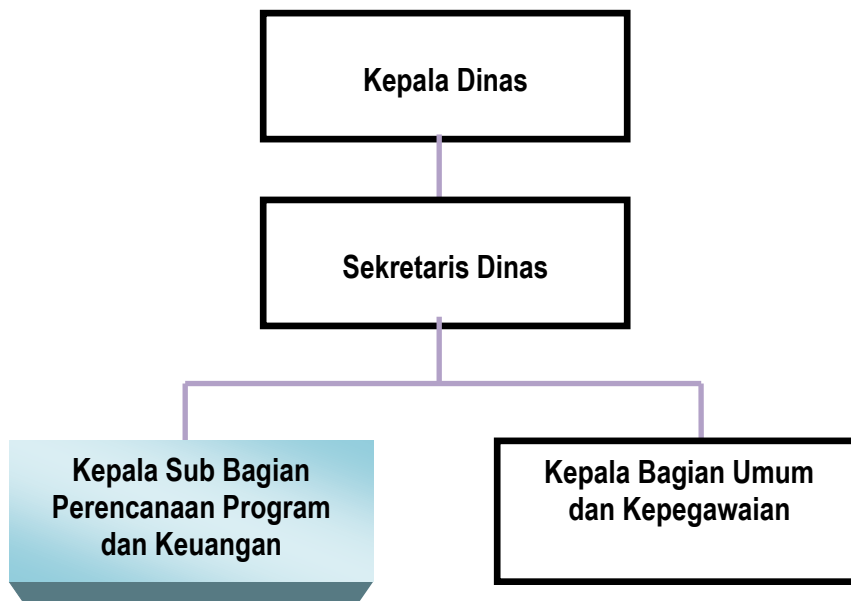 Kepala Dinas
Sekretaris Dinas
Kepala Sub Bagian
Perencanaan Program
dan Keuangan
Kepala Bagian Umum
dan Kepegawaian